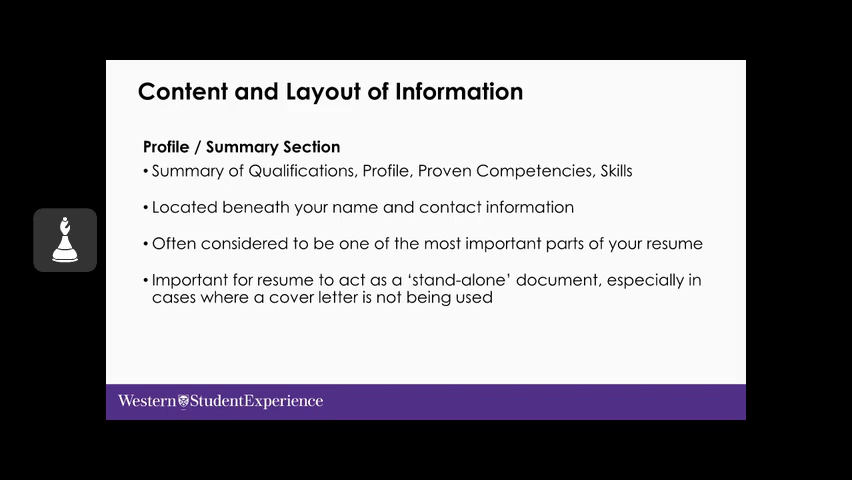 Content and Layout of Information
Profile / Summary Section
• Summary of Qualifications, Profile, Proven Competencies, Skills
• Located beneath your name and contact information
• Often considered to be one of the most important parts of your resume
• Important for resume to act as a ‘stand-alone’ document, especially in
cases where a cover letter is not being used
Western StudentExperience